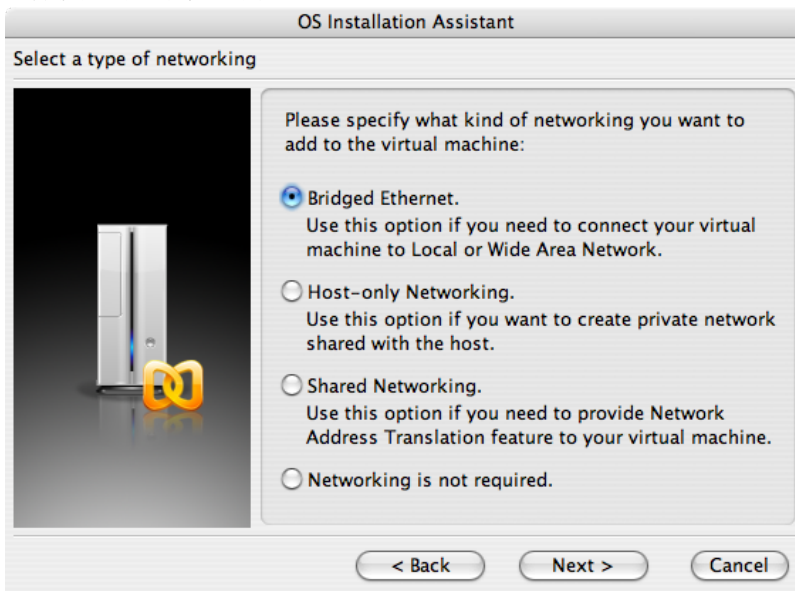 OS Installation Assistant
Select a type of networking
Please specify what kind of networking you want to
add to the virtual machine:
Bridged Ethernet.
Use this option if you need to connect your virtual
machine to Local or Wide Area Network.
Host-only Networking.
Use this option if you want to create private network
shared with the host.
Shared Networking.
Use this option if you need to provide Network
Address Translation feature to your virtual machine.
Networking is not required.
< Back
Next >
Cancel